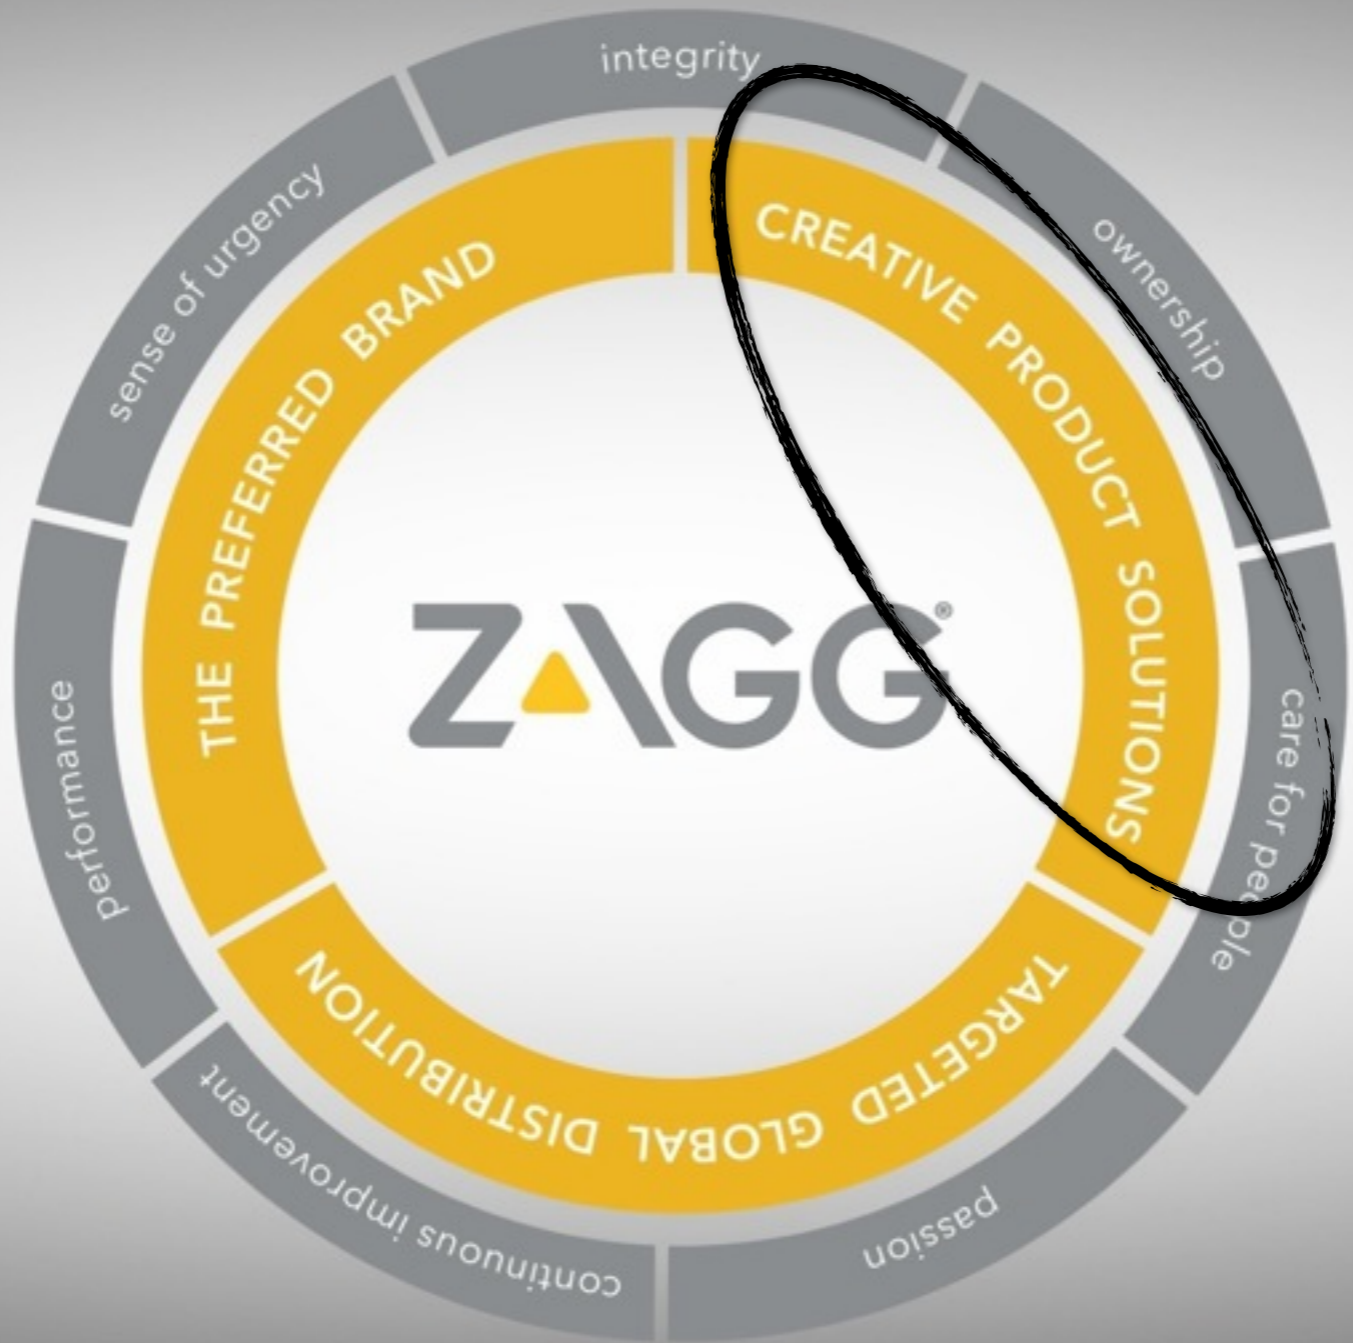 integrity
ownership
care for people
passion
continuous improvement
performance
sense of urgency
CREATIVE PRODUCT SOLUTIONS
TARGETED GLOBAL DISTRIBUTION
THE PREFERRED BRAND
ZAGG®